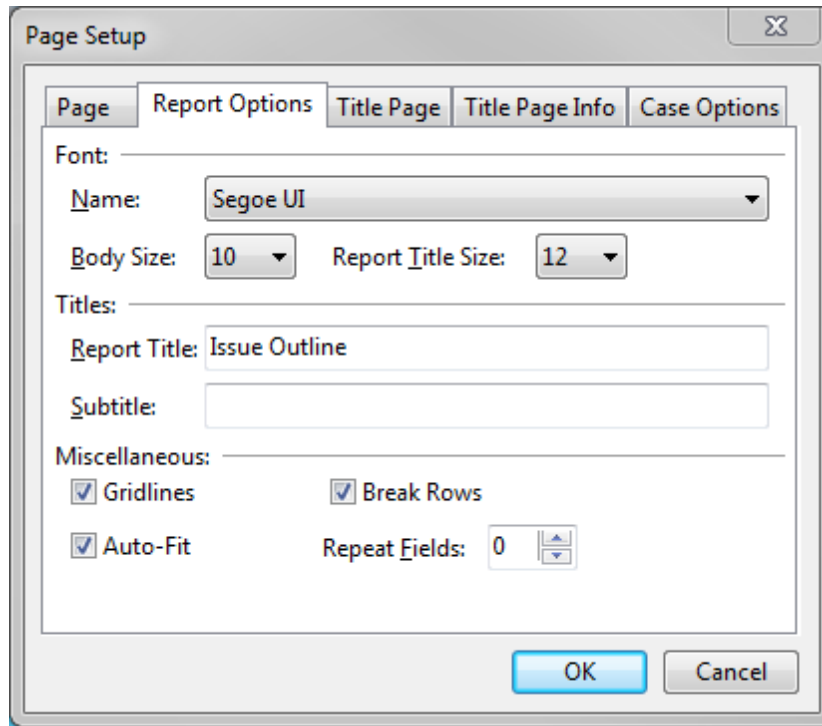 Page Setup
Page Report Options Title Page Title Page Info Case Options
Font:
Name: Segoe UI
Body Size: 10 Report Title Size: 12
Titles:
Report Title: Issue Outline
Subtitle:
Miscellaneous:
Gridlines Break Rows
Auto-Fit Repeat Fields: 0
OK Cancel